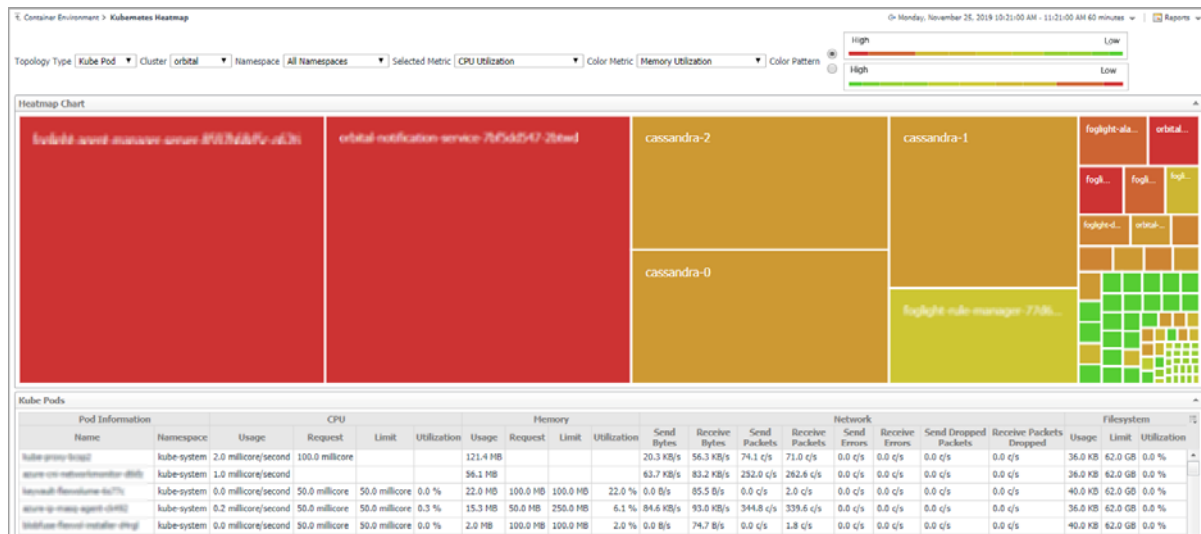 Container Environment > Kubernetes Heatmap
Monday, November 25, 2019 10:21:00 AM - 11:21:00 AM 60 minutes
Reports
High Low
Topology Type Kube Pod Cluster orbital Namespace All Namespaces Selected Metric CPU Utilization Color Metric Memory Utilization Color Pattern
High Low
Heatmap Chart
orbital-notification-service-7bf5dd547-2btwd
cassandra-2
cassandra-1
foglight-ala...
orbital...
fogli...
fogli...
fogli...
foglight-d...
orbital-...
cassandra-0
foglight-rule-manager-77d6...
Kube Pods
Pod Information CPU Memory Network Filesystem
Name Namespace Usage Request Limit Utilization Usage Request Limit Utilization Send Bytes Receive Bytes Send Packets Receive Packets Send Errors Receive Errors Send Dropped Packets Receive Packets Dropped Usage Limit Utilization
kube-system 2.0 millicore/second 100.0 millicore 121.4 MB 20.3 KB/s 56.3 KB/s 74.1 c/s 71.0 c/s 0.0 c/s 0.0 c/s 0.0 c/s 0.0 c/s 36.0 KB 62.0 GB 0.0 %
kube-system 1.0 millicore/second 56.1 MB 63.7 KB/s 83.2 KB/s 252.0 c/s 262.6 c/s 0.0 c/s 0.0 c/s 0.0 c/s 0.0 c/s 36.0 KB 62.0 GB 0.0 %
kube-system 0.0 millicore/second 50.0 millicore 50.0 millicore 0.0 % 22.0 MB 100.0 MB 100.0 MB 22.0 % 0.0 B/s 85.5 B/s 0.0 c/s 2.0 c/s 0.0 c/s 0.0 c/s 0.0 c/s 0.0 c/s 40.0 KB 62.0 GB 0.0 %
kube-system 0.2 millicore/second 50.0 millicore 50.0 millicore 0.3 % 15.3 MB 50.0 MB 250.0 MB 6.1 % 84.6 KB/s 93.0 KB/s 344.8 c/s 339.6 c/s 0.0 c/s 0.0 c/s 0.0 c/s 0.0 c/s 36.0 KB 62.0 GB 0.0 %
kube-system 0.0 millicore/second 50.0 millicore 50.0 millicore 0.0 % 2.0 MB 100.0 MB 100.0 MB 2.0 % 0.0 B/s 74.7 B/s 0.0 c/s 1.8 c/s 0.0 c/s 0.0 c/s 0.0 c/s 0.0 c/s 40.0 KB 62.0 GB 0.0 %